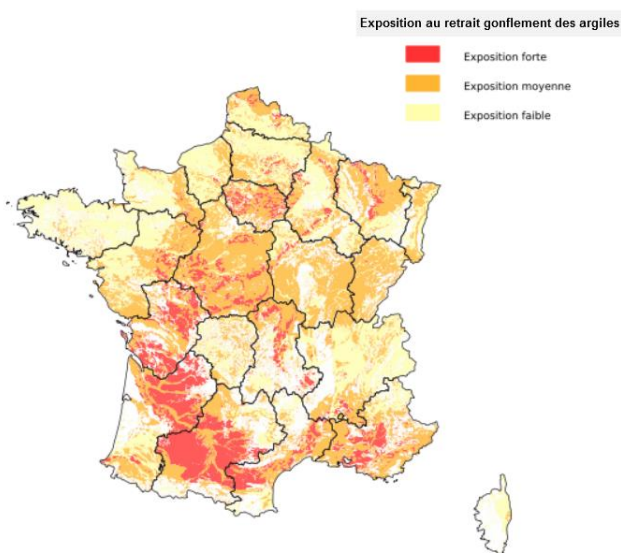 Exposition au retrait gonflement des argiles
Exposition forte
Exposition moyenne
Exposition faible